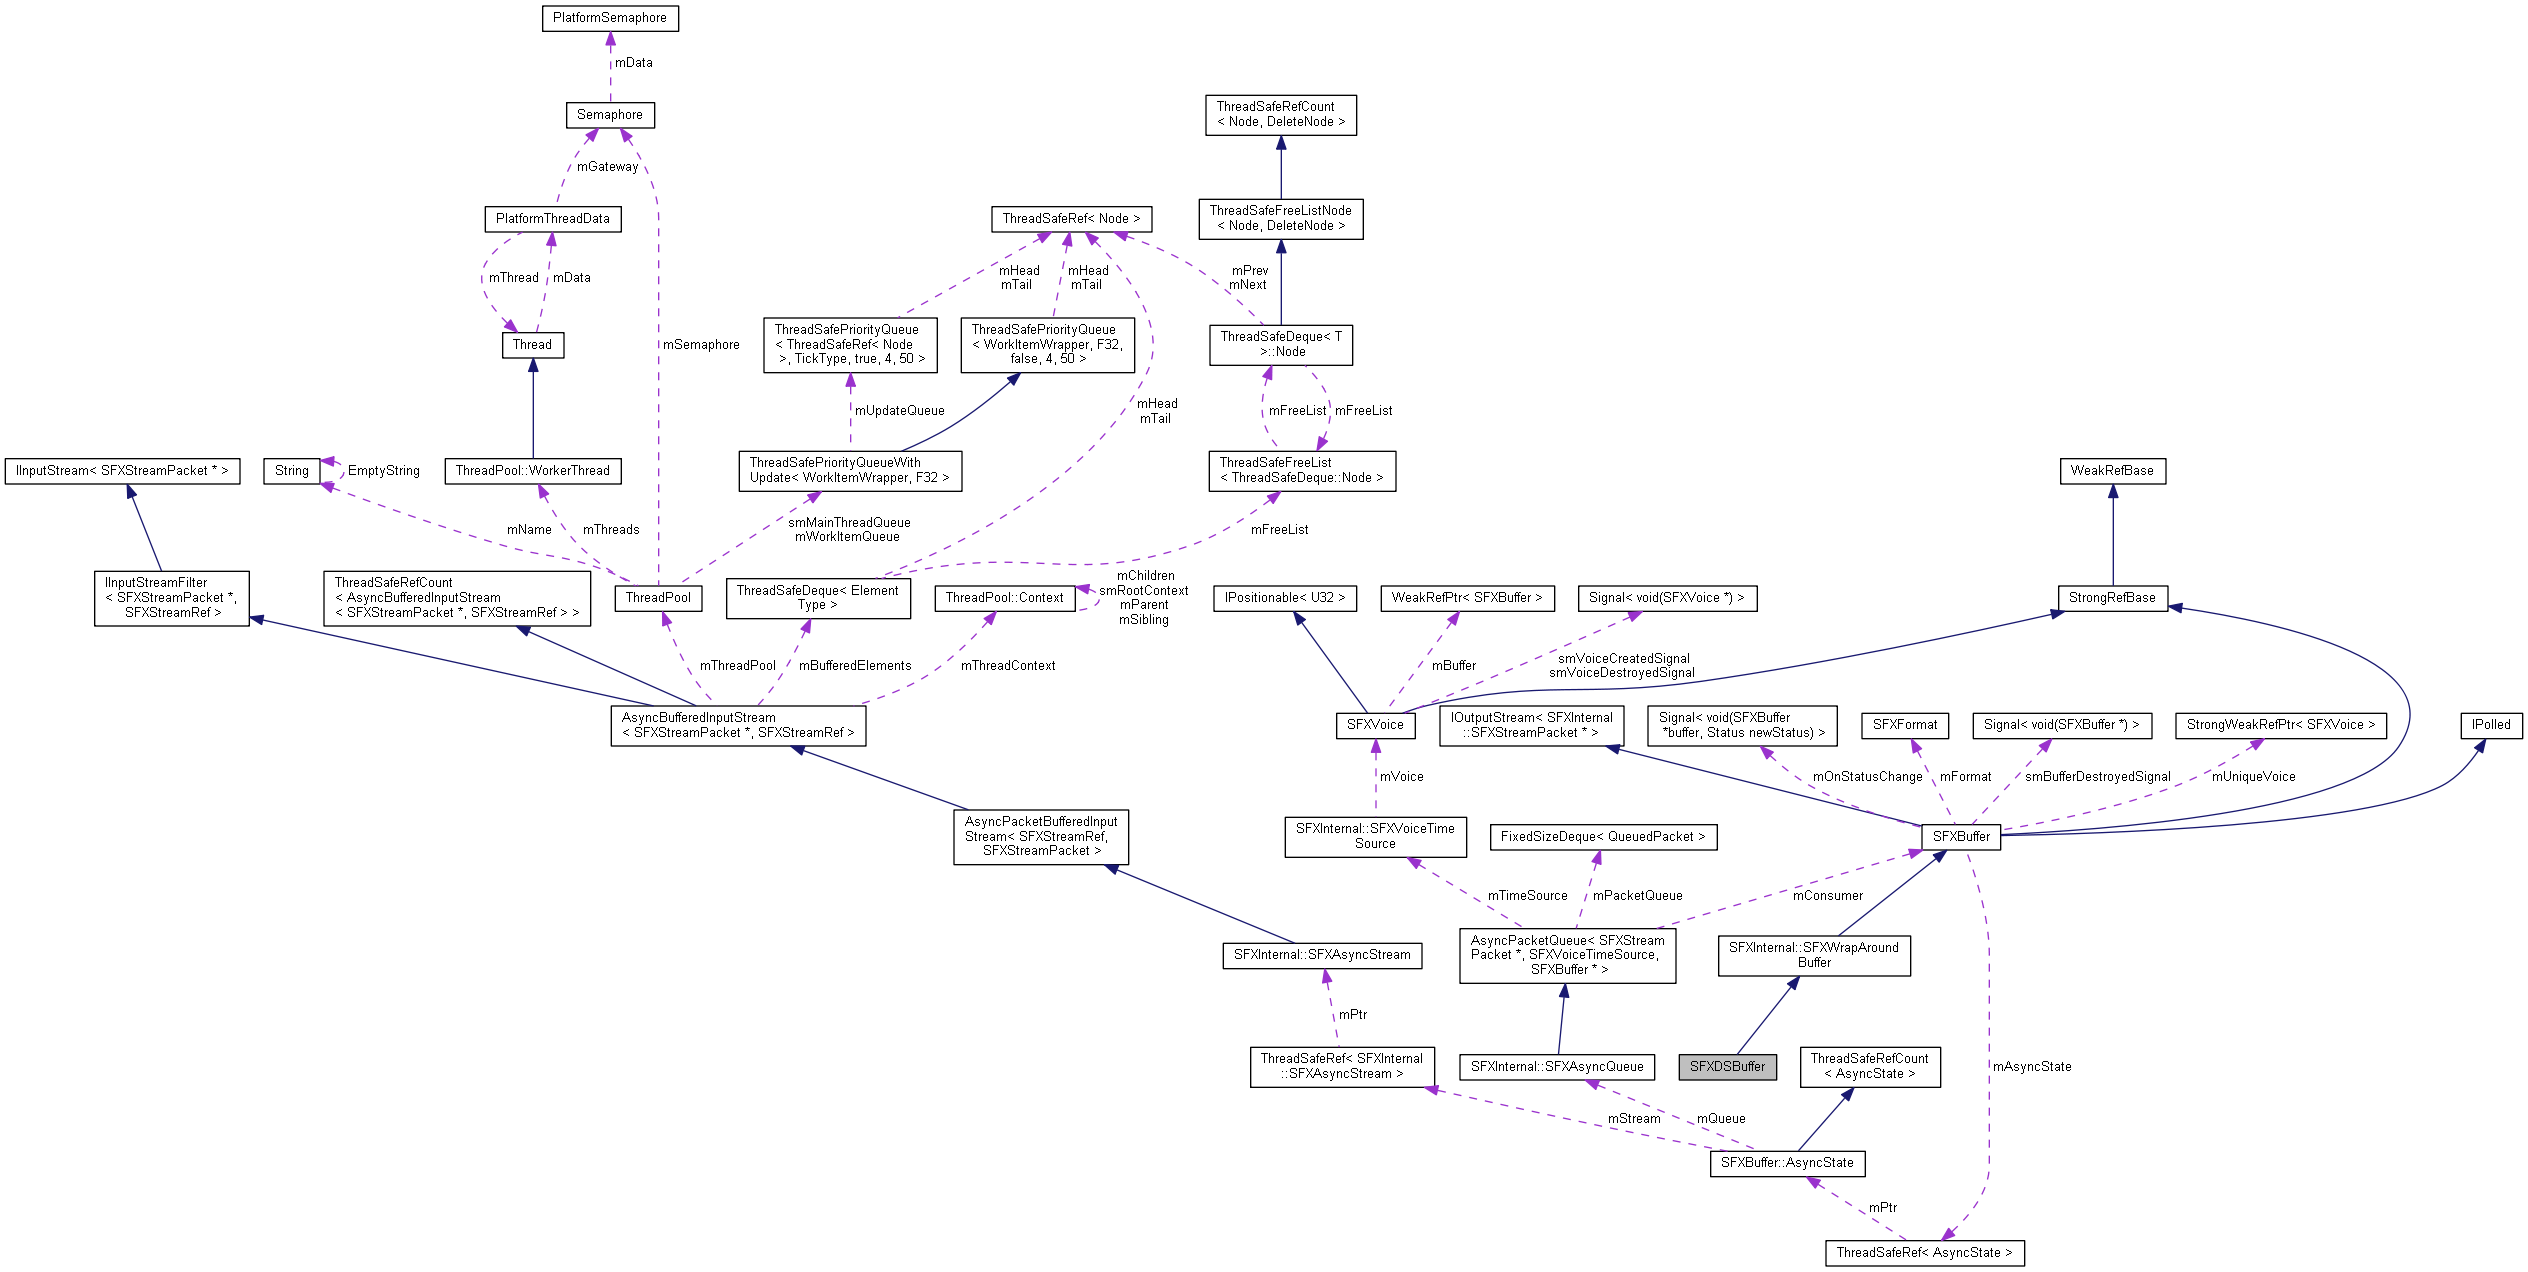 PlatformSemaphore
mData
Semaphore
ThreadSafeRefCount
< Node, DeleteNode >
mGateway
PlatformThreadData
ThreadSafeRef< Node >
ThreadSafeFreeListNode
< Node, DeleteNode >
mThread
mData
mHead
mTail
mHead
mTail
mPrev
mNext
Thread
mSemaphore
ThreadSafePriorityQueue
< ThreadSafeRef< Node
>, TickType, true, 4, 50 >
ThreadSafePriorityQueue
< WorkItemWrapper, F32,
false, 4, 50 >
ThreadSafeDeque< T
>::Node
mUpdateQueue
mHead
mTail
mFreeList
mFreeList
IInputStream< SFXStreamPacket * >
String
EmptyString
ThreadPool::WorkerThread
ThreadSafePriorityQueueWith
Update< WorkItemWrapper, F32 >
ThreadSafeFreeList
< ThreadSafeDeque::Node >
WeakRefBase
mName
mThreads
smMainThreadQueue
mWorkItemQueue
mFreeList
IInputStreamFilter
< SFXStreamPacket *,
SFXStreamRef >
ThreadSafeRefCount
< AsyncBufferedInputStream
< SFXStreamPacket *, SFXStreamRef > >
ThreadPool
ThreadSafeDeque< Element
Type >
ThreadPool::Context
mChildren
smRootContext
mParent
mSibling
IPositionable< U32 >
WeakRefPtr< SFXBuffer >
Signal< void(SFXVoice *) >
StrongRefBase
mThreadPool
mBufferedElements
mThreadContext
mBuffer
smVoiceCreatedSignal
smVoiceDestroyedSignal
AsyncBufferedInputStream
< SFXStreamPacket *, SFXStreamRef >
SFXVoice
IOutputStream< SFXInternal
::SFXStreamPacket * >
Signal< void(SFXBuffer
*buffer, Status newStatus) >
SFXFormat
Signal< void(SFXBuffer *) >
StrongWeakRefPtr< SFXVoice >
IPolled
mVoice
mOnStatusChange
mFormat
smBufferDestroyedSignal
mUniqueVoice
AsyncPacketBufferedInput
Stream< SFXStreamRef,
SFXStreamPacket >
SFXInternal::SFXVoiceTime
Source
FixedSizeDeque< QueuedPacket >
SFXBuffer
mTimeSource
mPacketQueue
mConsumer
SFXInternal::SFXAsyncStream
AsyncPacketQueue< SFXStream
Packet *, SFXVoiceTimeSource,
SFXBuffer * >
SFXInternal::SFXWrapAround
Buffer
mPtr
ThreadSafeRef< SFXInternal
::SFXAsyncStream >
SFXInternal::SFXAsyncQueue
SFXDSBuffer
ThreadSafeRefCount
< AsyncState >
mAsyncState
mStream
mQueue
SFXBuffer::AsyncState
mPtr
ThreadSafeRef< AsyncState >